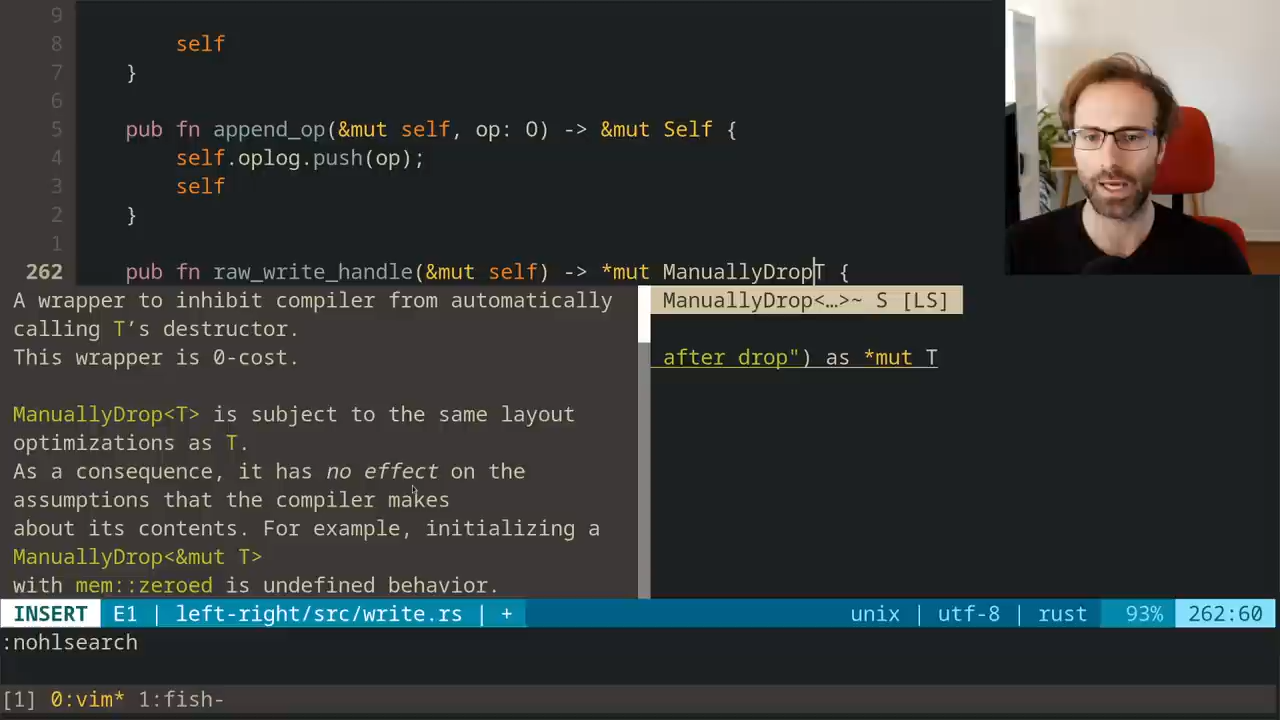 9
8 self
7 }
6
5 pub fn append_op(&mut self, op: O) -> &mut Self {
4 self.oplog.push(op);
3 self
2 }
1
262 pub fn raw_write_handle(&mut self) -> *mut ManuallyDropT {
A wrapper to inhibit compiler from automatically
ManuallyDrop<…>~ S [LS]
calling T’s destructor.
This wrapper is 0-cost.
after drop") as *mut T
ManuallyDrop<T> is subject to the same layout
optimizations as T.
As a consequence, it has no effect on the
assumptions that the compiler makes
about its contents. For example, initializing a
ManuallyDrop<&mut T>
with mem::zeroed is undefined behavior.
INSERT E1 | left-right/src/write.rs | + unix | utf-8 | rust 93% 262:60
:nohlsearch
[1] 0:vim* 1:fish-